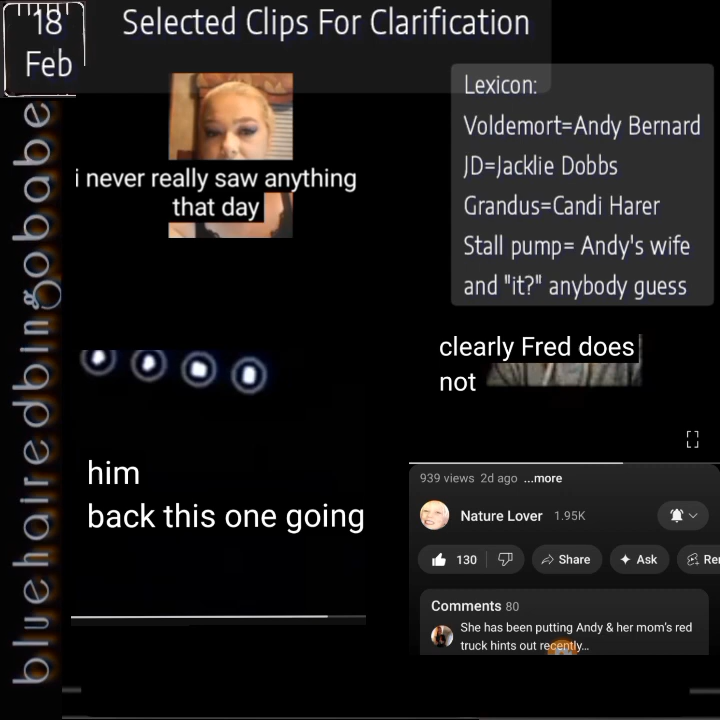 18
Feb
Selected Clips For Clarification
bluehairedbingobabe
i never really saw anything
that day
Lexicon:
Voldemort=Andy Bernard
JD=Jacklie Dobbs
Grandus=Candi Harer
Stall pump= Andy's wife
and "it?" anybody guess
clearly Fred does
not
him
back this one going
939 views 2d ago ...more
Nature Lover 1.95K
130 Share Ask
Comments 80
She has been putting Andy & her mom's red
truck hints out recently...